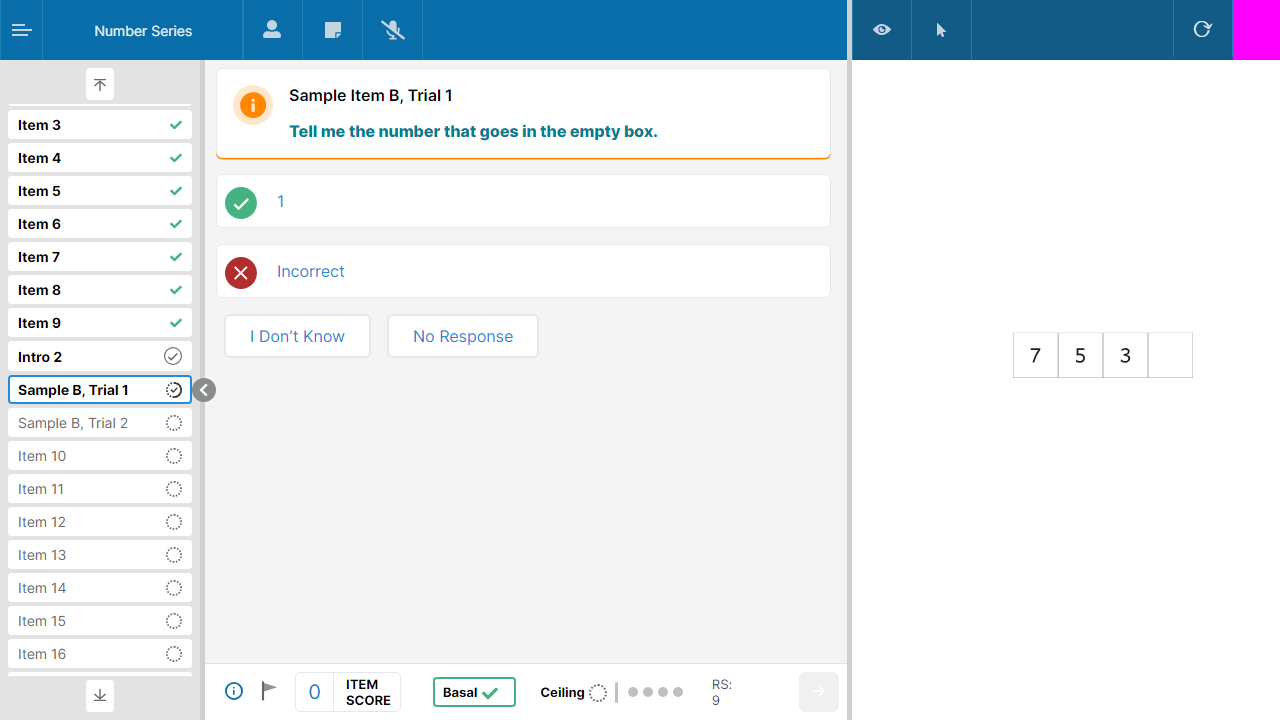 Number Series
Item 3
Item 4
Item 5
Item 6
Item 7
Item 8
Item 9
Intro 2
Sample B, Trial 1
Sample B, Trial 2
Item 10
Item 11
Item 12
Item 13
Item 14
Item 15
Item 16
Sample Item B, Trial 1
Tell me the number that goes in the empty box.
1
Incorrect
I Don’t Know No Response
0 ITEM SCORE Basal Ceiling RS: 9
7 5 3